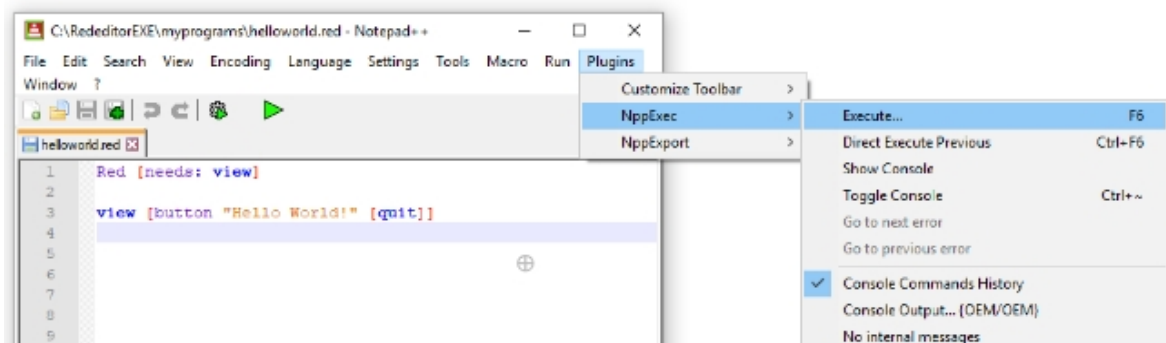 C:\RededitorEXE\myprograms\helloworld.red - Notepad++
File Edit Search View Encoding Language Settings Tools Macro Run Plugins
Window ?
helloworld.red
1 Red [needs: view]
2
3 view [button "Hello World!" [quit]]
4
5
6
7
8
9
Customize Toolbar >
NppExec >
NppExport >
Execute... F6
Direct Execute Previous Ctrl+F6
Show Console
Toggle Console Ctrl+~
Go to next error
Go to previous error
Console Commands History
Console Output... (OEM/OEM)
No internal messages